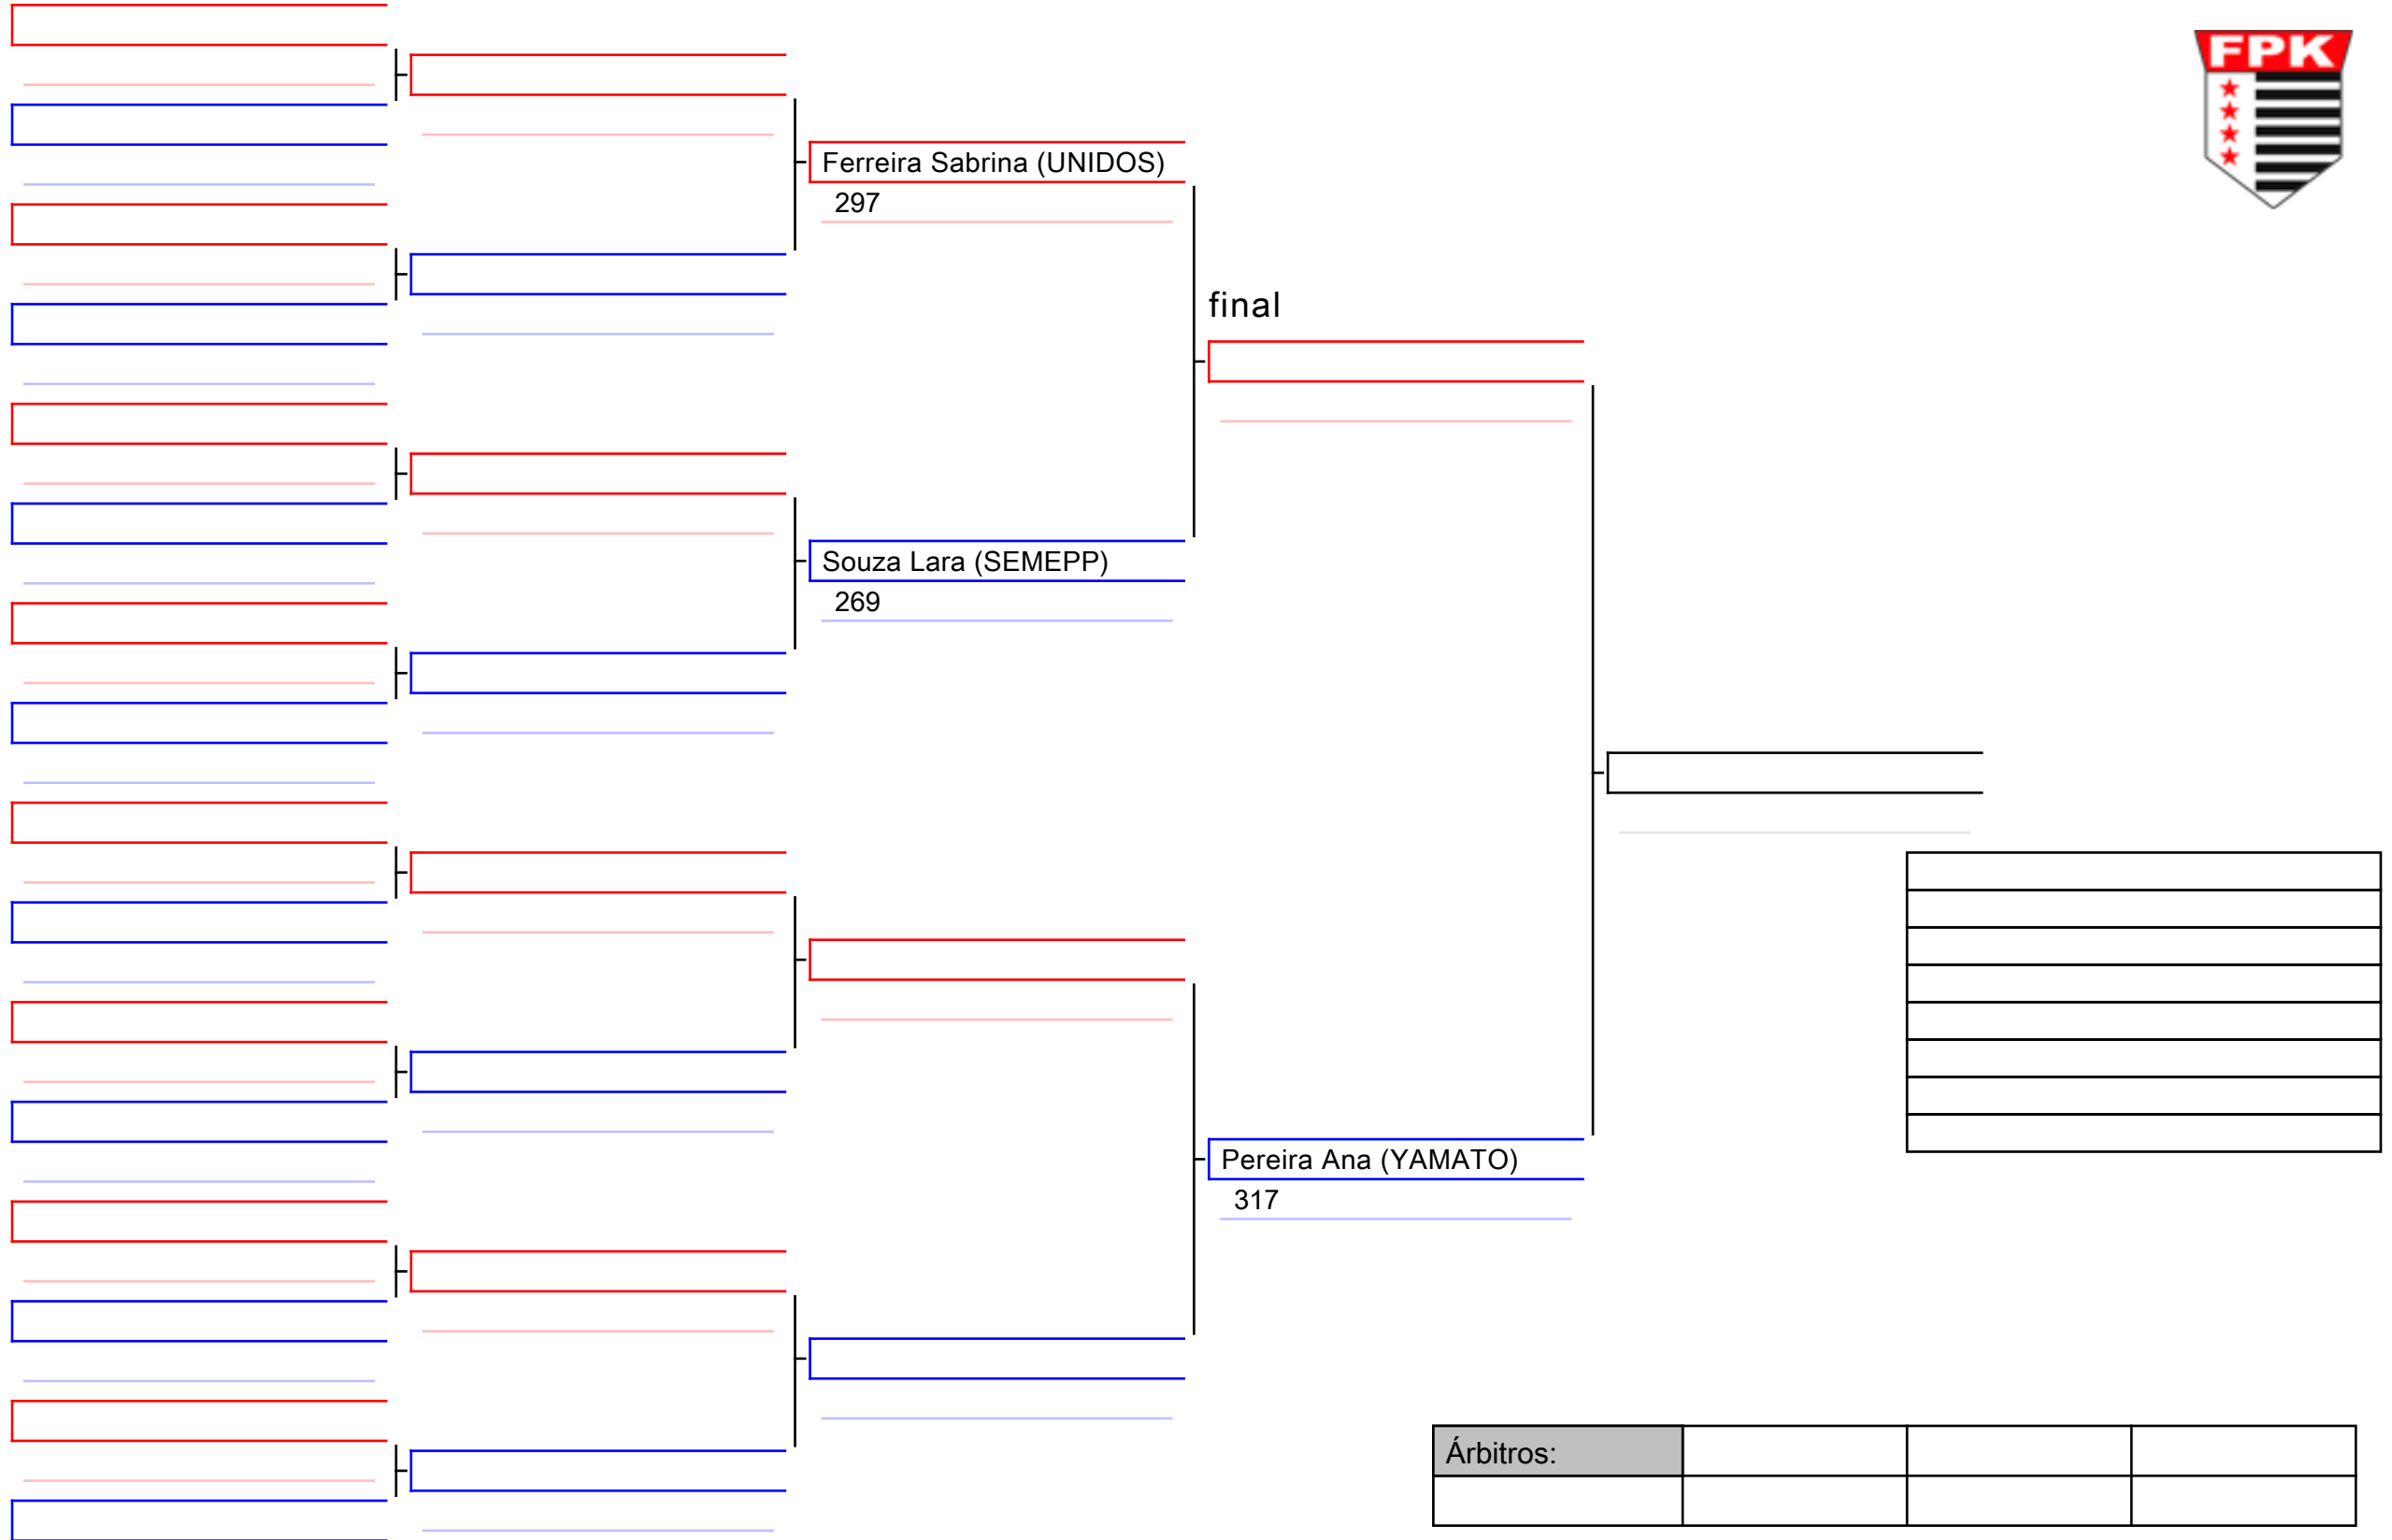 FPK
Ferreira Sabrina (UNIDOS)
297
final
Souza Lara (SEMEPP)
269
Pereira Ana (YAMATO)
317
Árbitros: